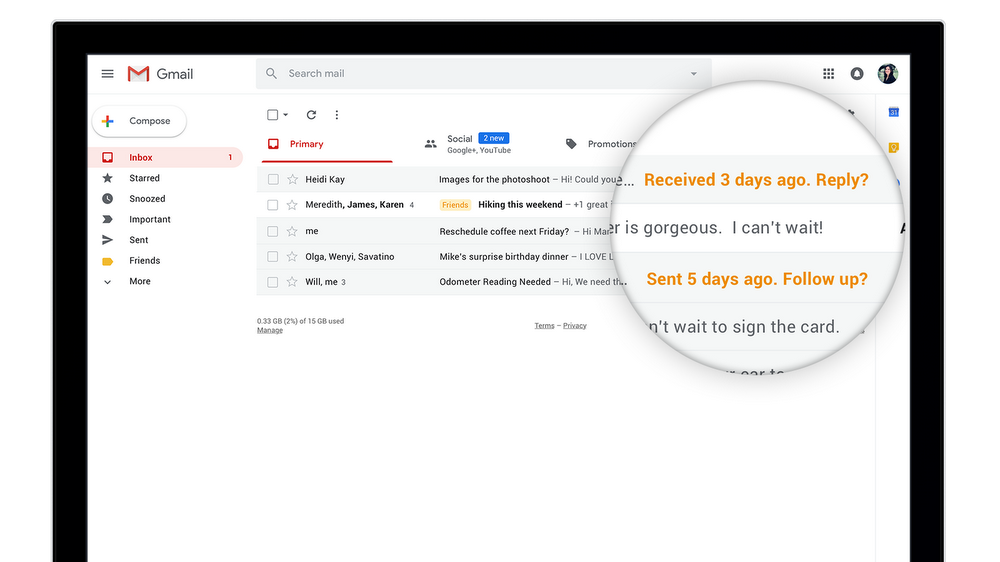 Gmail
Search mail
Compose
31
Inbox 1
Starred
Snoozed
Important
Sent
Friends
More
Primary
Social 2 new
Google+, YouTube
Promotions
Heidi Kay Images for the photoshoot – Hi! Could you
Received 3 days ago. Reply?
Meredith, James, Karen 4 Friends Hiking this weekend – +1 great
is gorgeous. I can't wait!
me Reschedule coffee next Friday? – Hi
Sent 5 days ago. Follow up?
Olga, Wenyi, Savatino Mike's surprise birthday dinner – I LOVE
wait to sign the card.
Will, me 3 Odometer Reading Needed – Hi, We need
0.33 GB (2%) of 15 GB used
Manage
Terms – Privacy